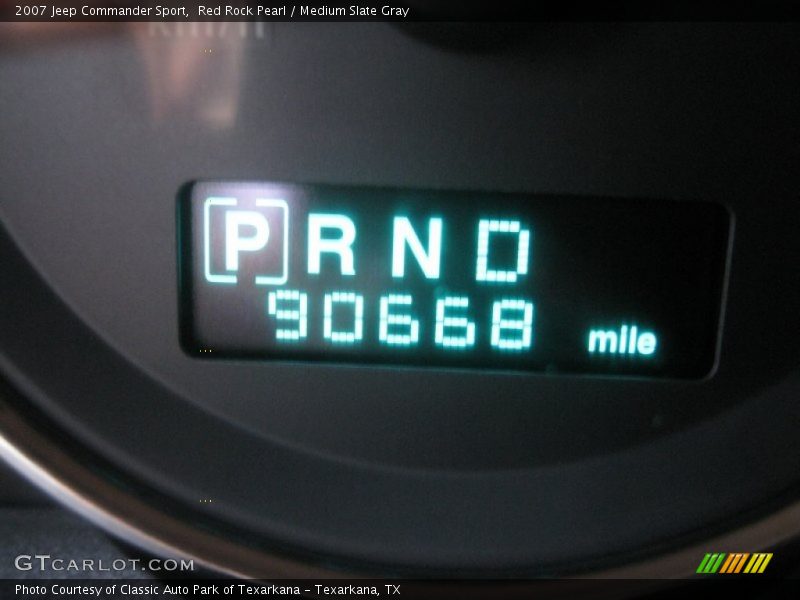 2007 Jeep Commander Sport, Red Rock Pearl / Medium Slate Gray
km/h
P R N D
90668 mile
GTCARLOT.COM
Photo Courtesy of Classic Auto Park of Texarkana - Texarkana, TX